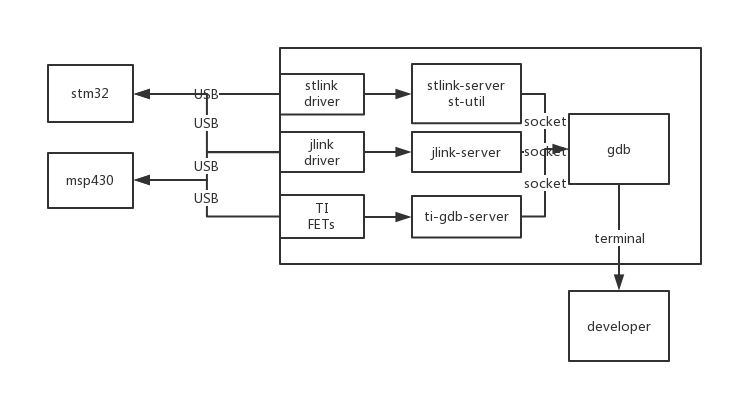 stm32
msp430
USB
USB
USB
USB
stlink
driver
jlink
driver
TI
FETs
stlink-server
st-util
jlink-server
ti-gdb-server
socket
socket
socket
gdb
terminal
developer